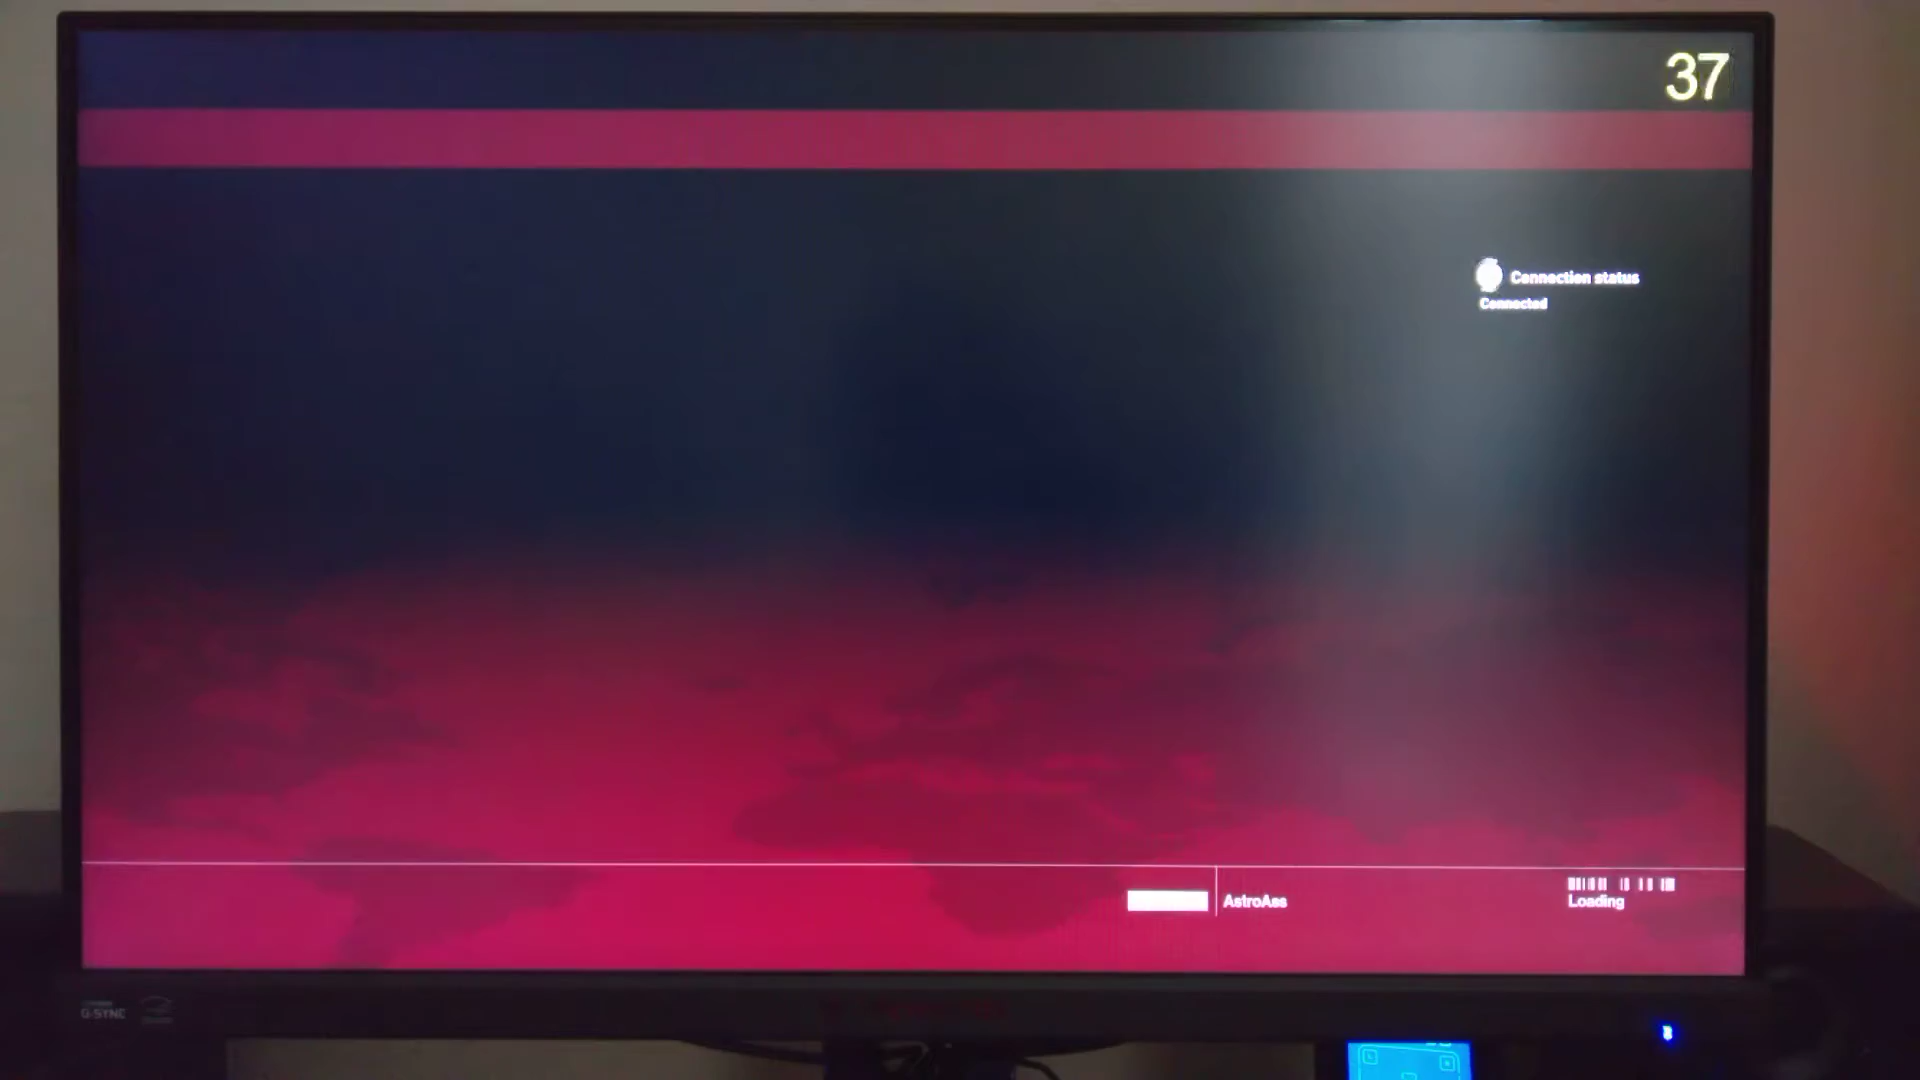 37
Connection status
Connected
AstroAss
Loading
G-SYNC